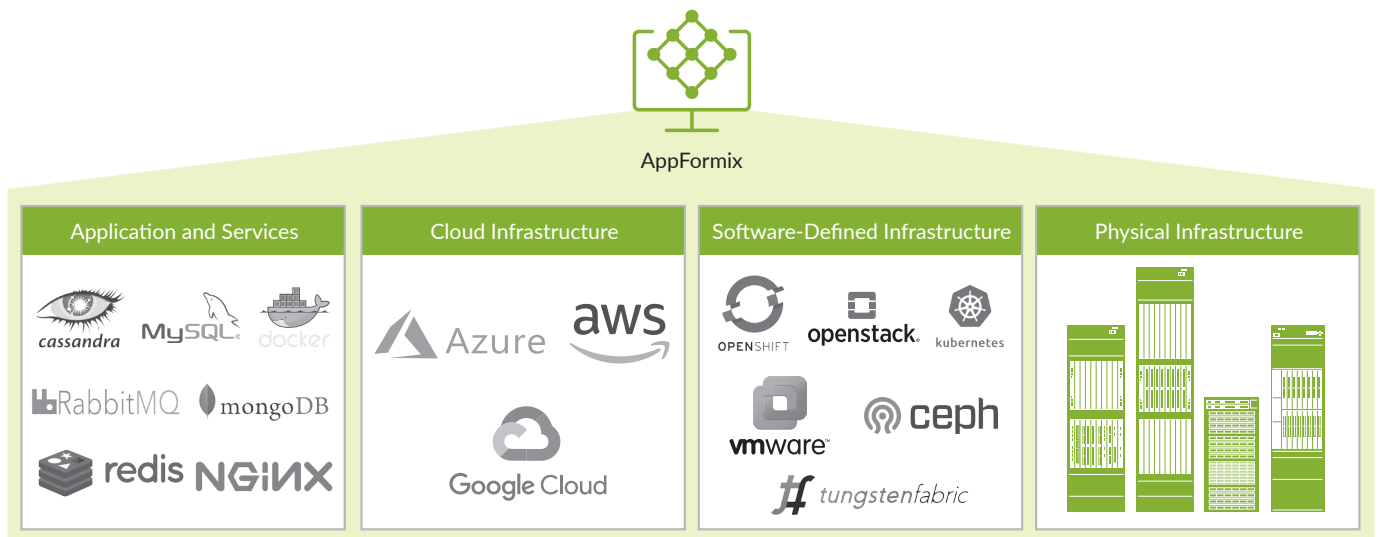 AppFormix
Application and Services
cassandra
MySQL®
docker
RabbitMQ
mongoDB
redis
NGiNX
Cloud Infrastructure
Azure
aws
Google Cloud
Software-Defined Infrastructure
OPENSHIFT
openstack®
kubernetes
vmware™
ceph
tungstenfabric
Physical Infrastructure